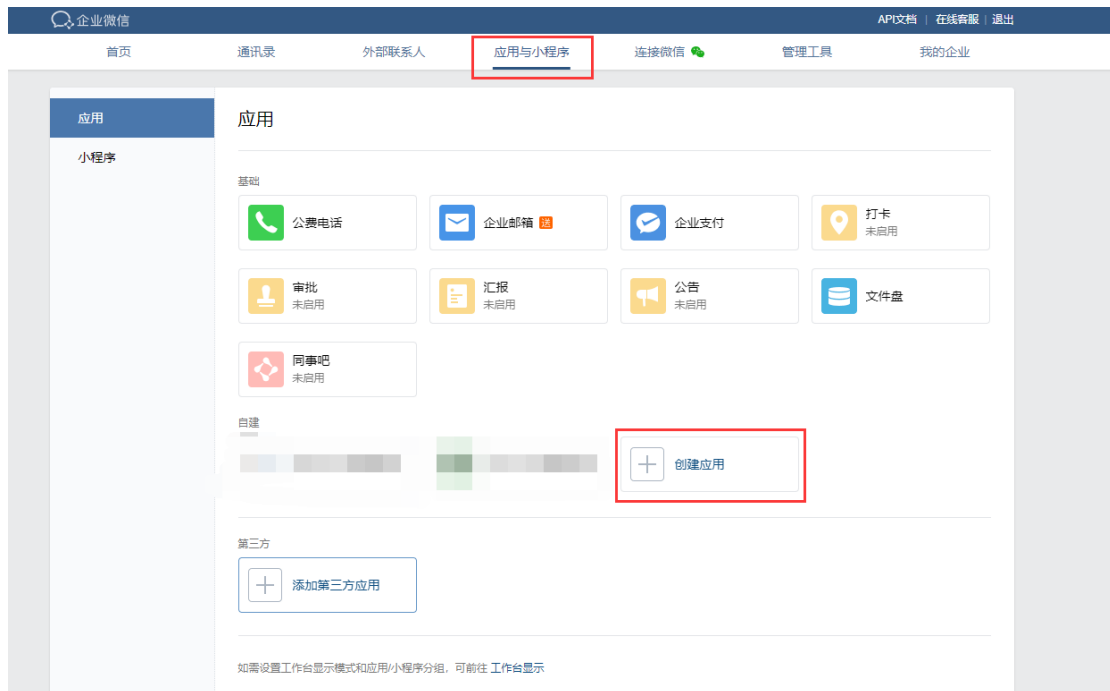 企业微信
API文档 | 在线客服 | 退出
首页 通讯录 外部联系人 应用与小程序 连接微信 管理工具 我的企业
应用
小程序
应用
基础
公费电话
企业邮箱 送
企业支付
打卡
未启用
审批
未启用
汇报
未启用
公告
未启用
文件盘
同事吧
未启用
自建
创建应用
第三方
添加第三方应用
如需设置工作台显示模式和应用/小程序分组，可前往 工作台显示